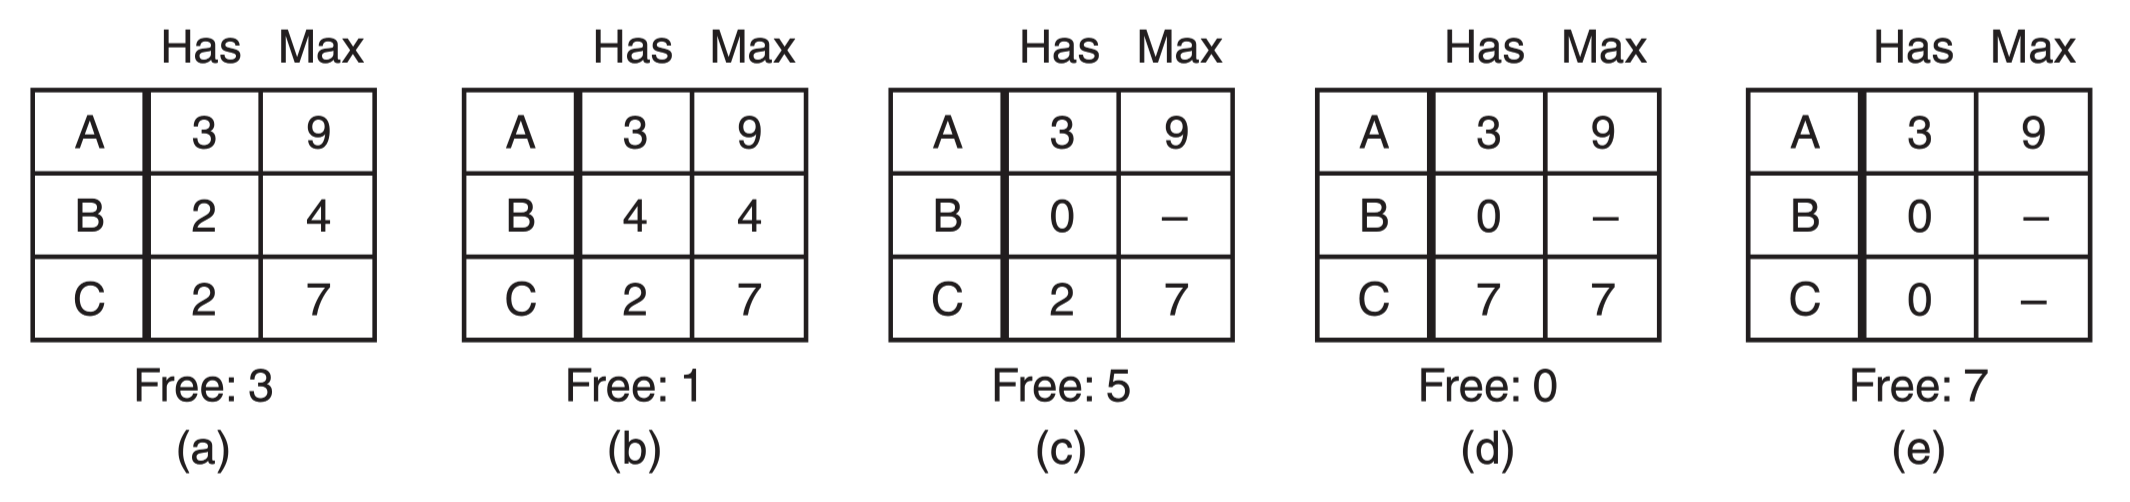 Has Max Has Max Has Max Has Max Has Max
A 3 9 A 3 9 A 3 9 A 3 9 A 3 9
B 2 4 B 4 4 B 0 – B 0 – B 0 –
C 2 7 C 2 7 C 2 7 C 7 7 C 0 –
Free: 3 Free: 1 Free: 5 Free: 0 Free: 7
(a) (b) (c) (d) (e)